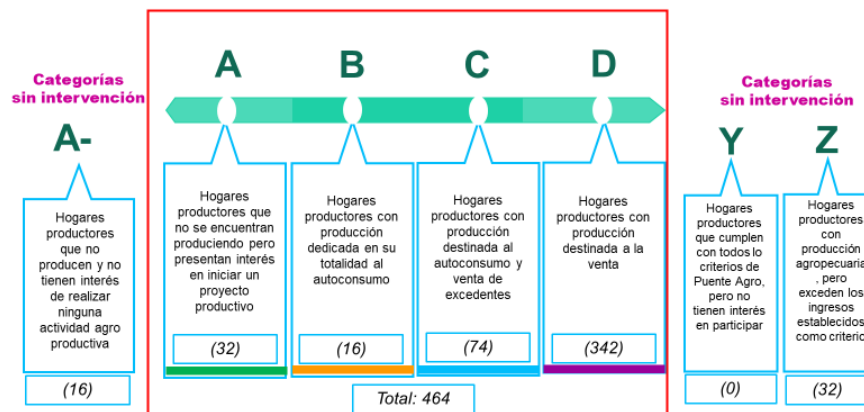 Categorías
sin intervención
A-
Hogares
productores
que no
producen y no
tienen interés
de realizar
ninguna
actividad agro
productiva
(16)
A
Hogares
productores que
no se encuentran
produciendo pero
presentan interés
en iniciar un
proyecto
productivo
(32)
B
Hogares
productores con
producción
dedicada en su
totalidad al
autoconsumo
(16)
C
Hogares
productores con
producción
destinada al
autoconsumo y
venta de
excedentes
(74)
D
Hogares
productores con
producción
destinada a la
venta
(342)
Total: 464
Categorías
sin intervención
Y
Hogares
productores
que cumplen
con todos lo
criterios de
Puente Agro,
pero no
tienen interés
en participar
(0)
Z
Hogares
productores
con
producción
agropecuaria
, pero
exceden los
ingresos
establecidos
como criterio
(32)